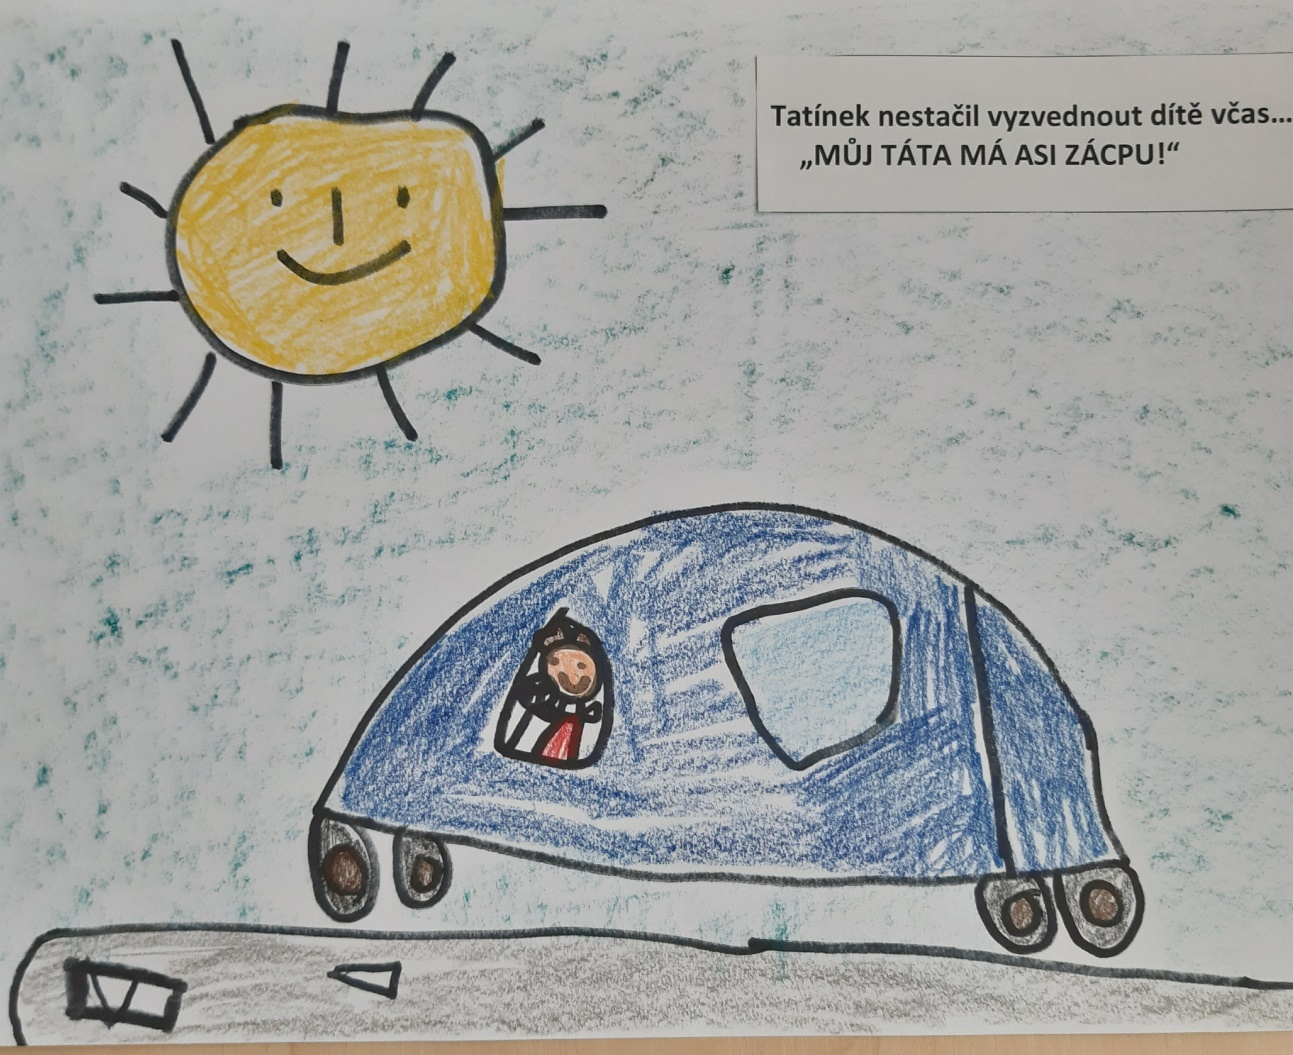 Tatínek nestačil vyzvednout dítě včas...
„MŮJ TÁTA MÁ ASI ZÁCPU!“